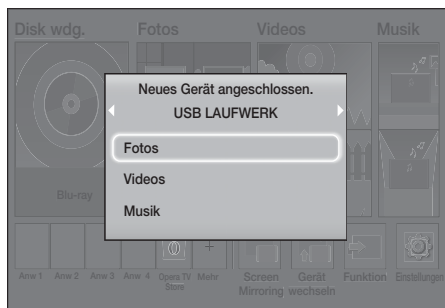 Disk wdg. Fotos Videos Musik
Neues Gerät angeschlossen.
USB LAUFWERK
Fotos
Videos
Musik
Blu-ray
Anw 1 Anw 2 Anw 3 Anw 4 Opera TV Store Mehr Screen Mirroring Gerät wechseln Funktion Einstellungen